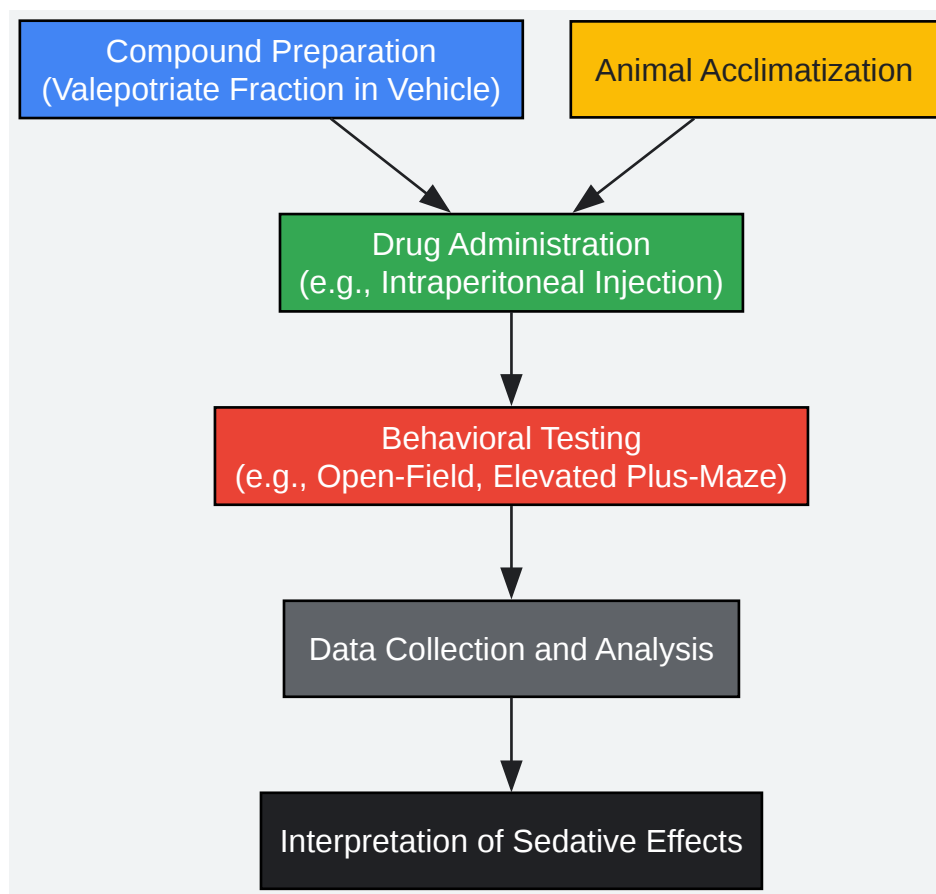 Compound Preparation
(Valepotriate Fraction in Vehicle)
Animal Acclimatization
Drug Administration
(e.g., Intraperitoneal Injection)
Behavioral Testing
(e.g., Open-Field, Elevated Plus-Maze)
Data Collection and Analysis
Interpretation of Sedative Effects